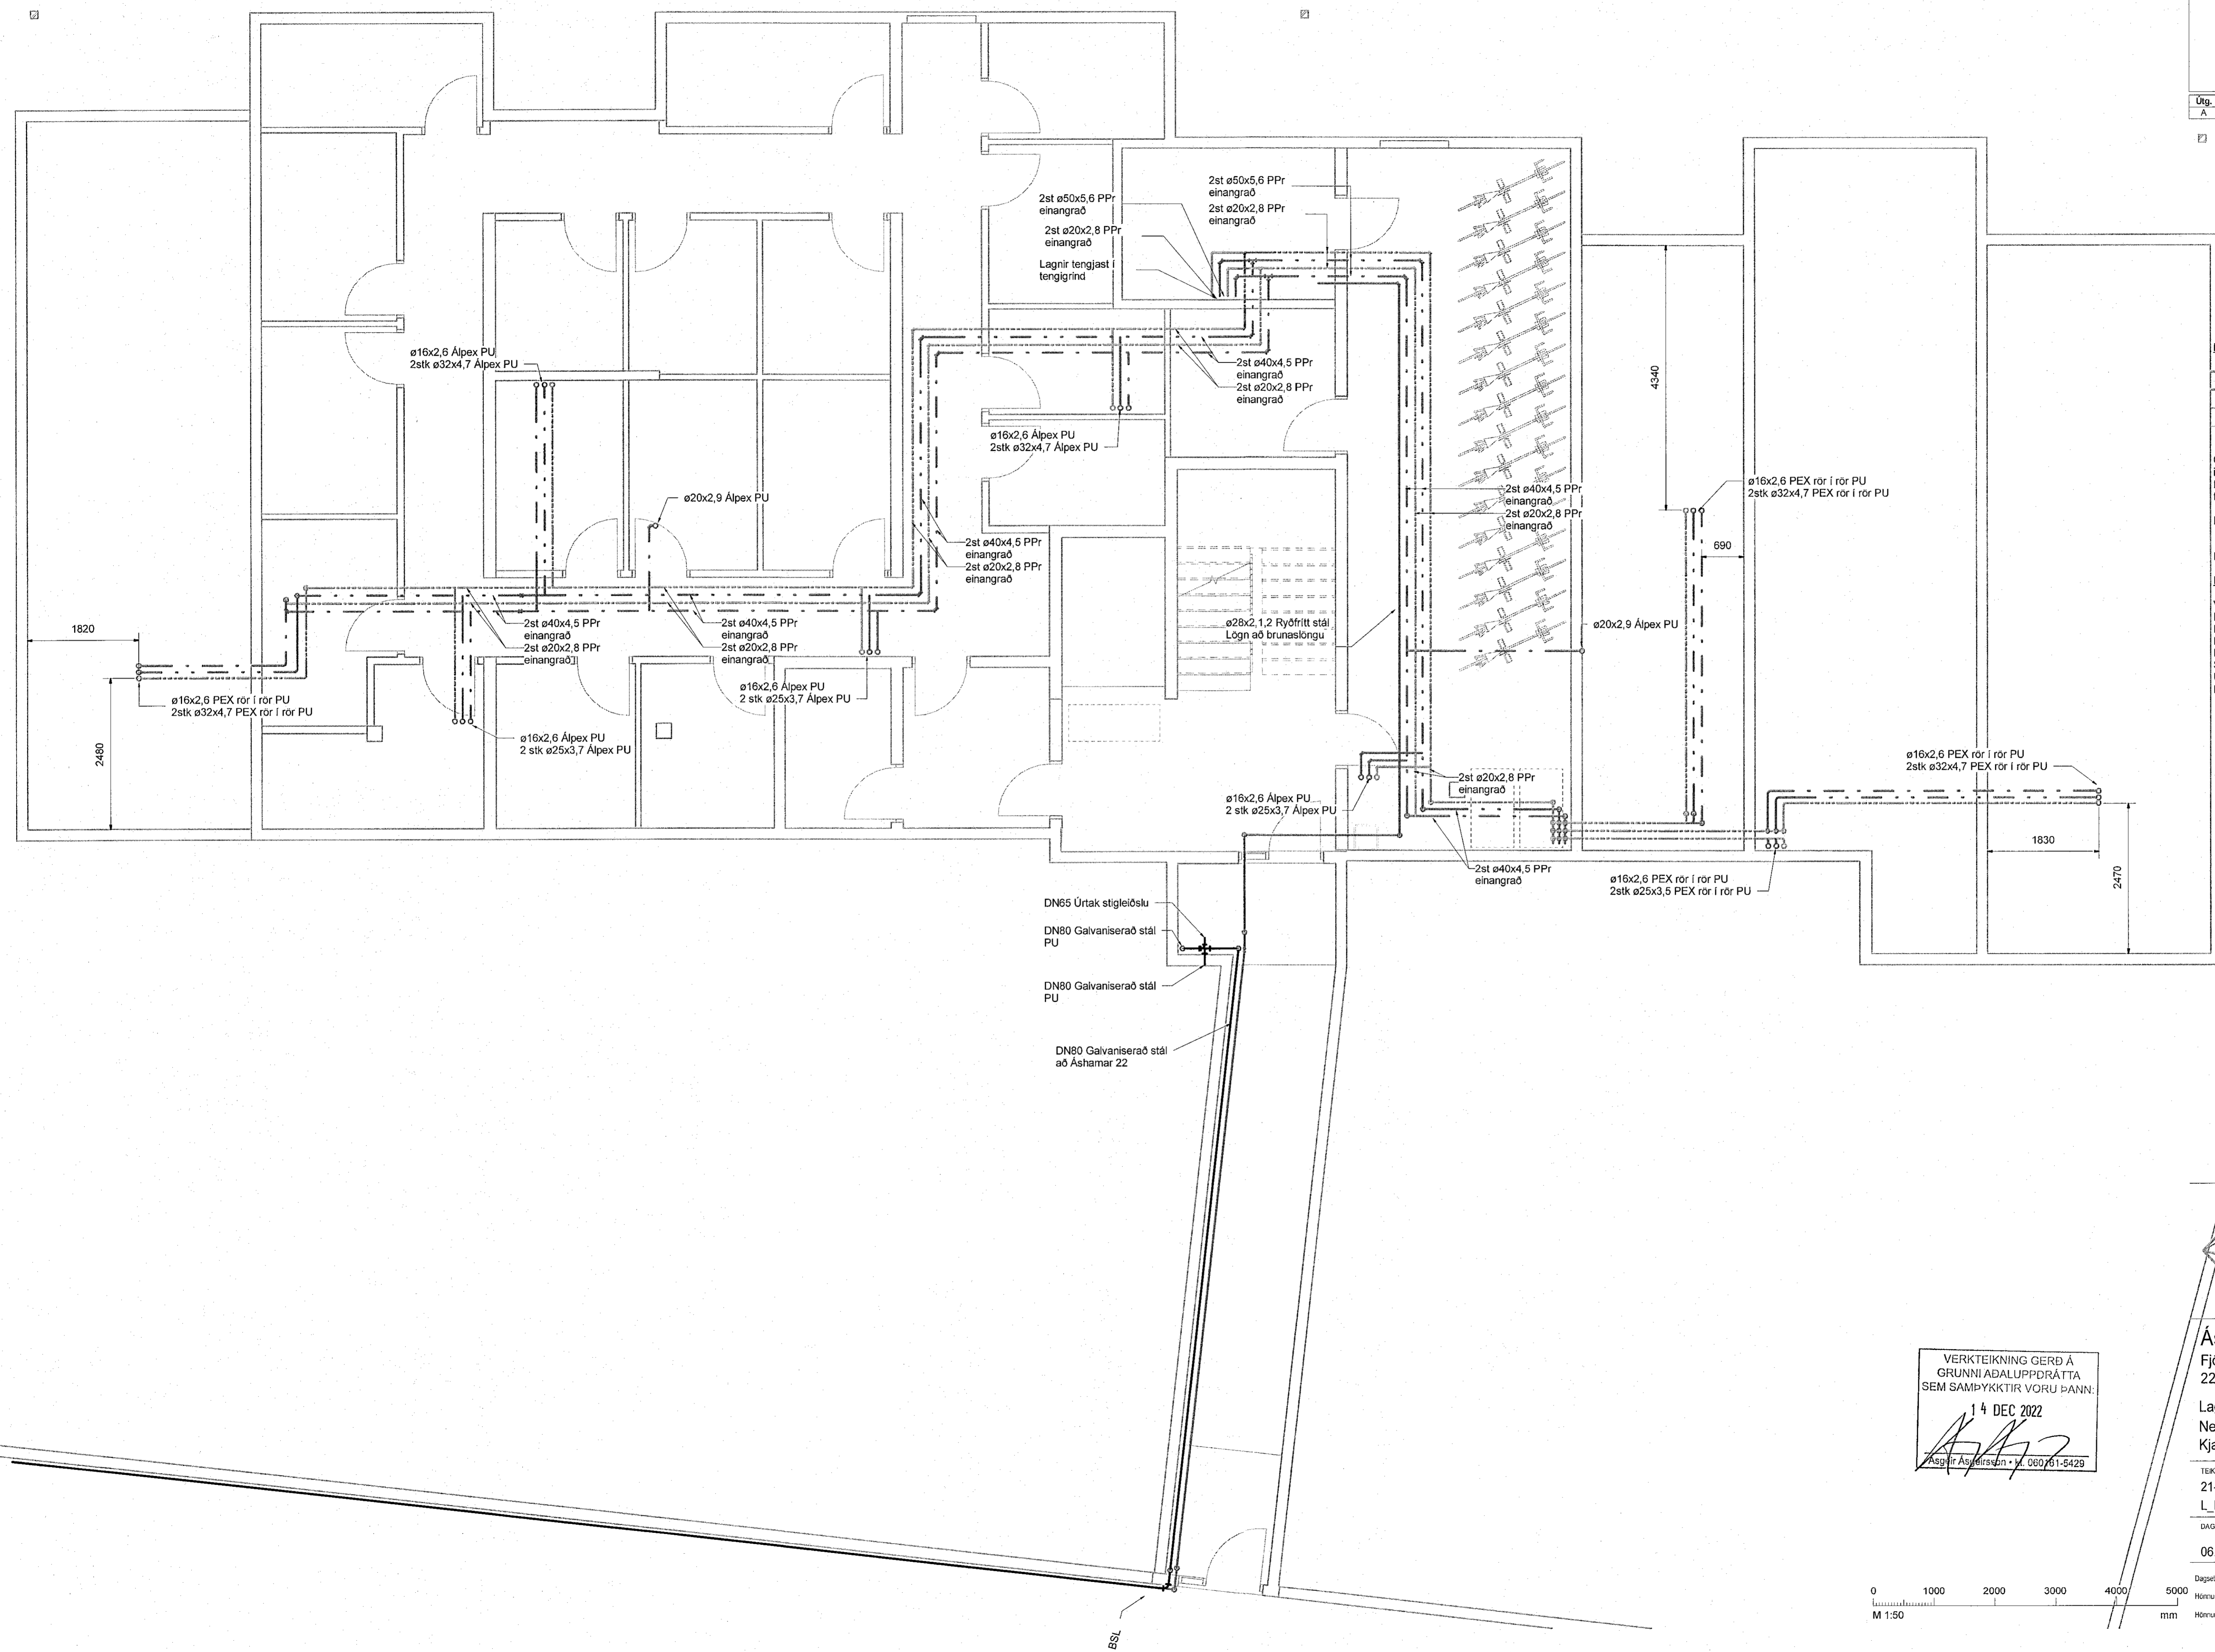 Útg.
A
2st ø50x5,6 PPr
einangrað
2st ø20x2,8 PPr
einangrað
2st ø50x5,6 PPr
einangrað
2st ø20x2,8 PPr
einangrað
Lagnir tengjast í
tengigrind
ø16x2,6 Álpex PU
2stk ø32x4,7 Álpex PU
2st ø40x4,5 PPr
einangrað
2st ø20x2,8 PPr
einangrað
4340
ø16x2,6 Álpex PU
2stk ø32x4,7 Álpex PU
ø20x2,9 Álpex PU
2st ø40x4,5 PPr
einangrað
2st ø20x2,8 PPr
einangrað
ø16x2,6 PEX rör í rör PU
2stk ø32x4,7 PEX rör í rör PU
690
2st ø40x4,5 PPr
einangrað
2st ø20x2,8 PPr
einangrað
1820
2st ø40x4,5 PPr
einangrað
2st ø20x2,8 PPr
einangrað
2st ø40x4,5 PPr
einangrað
2st ø20x2,8 PPr
einangrað
ø28x2,1,2 Ryðfrítt stál
Lögn að brunaslöngu
ø20x2,9 Álpex PU
ø16x2,6 PEX rör í rör PU
2stk ø32x4,7 PEX rör í rör PU
ø16x2,6 Álpex PU
2 stk ø25x3,7 Álpex PU
2480
ø16x2,6 Álpex PU
2 stk ø25x3,7 Álpex PU
ø16x2,6 PEX rör í rör PU
2stk ø32x4,7 PEX rör í rör PU
2st ø20x2,8 PPr
einangrað
ø16x2,6 Álpex PU
2 stk ø25x3,7 Álpex PU
1830
2470
2st ø40x4,5 PPr
einangrað
ø16x2,6 PEX rör í rör PU
2stk ø25x3,5 PEX rör í rör PU
DN65 Úrtak stigleiðslu
DN80 Galvaniserað stál
PU
DN80 Galvaniserað stál
PU
DN80 Galvaniserað stál
að Áshamar 22
VERKTEIKNING GERÐ Á
GRUNNI AÐALUPPDRÁTTA
SEM SAMÞYKKTIR VORU ÞANN:
14 DEC 2022
Ásgeir Ásgeirsson • kt. 060181-5429
BSL
0 1000 2000 3000 4000 5000
M 1:50 mm
22
06